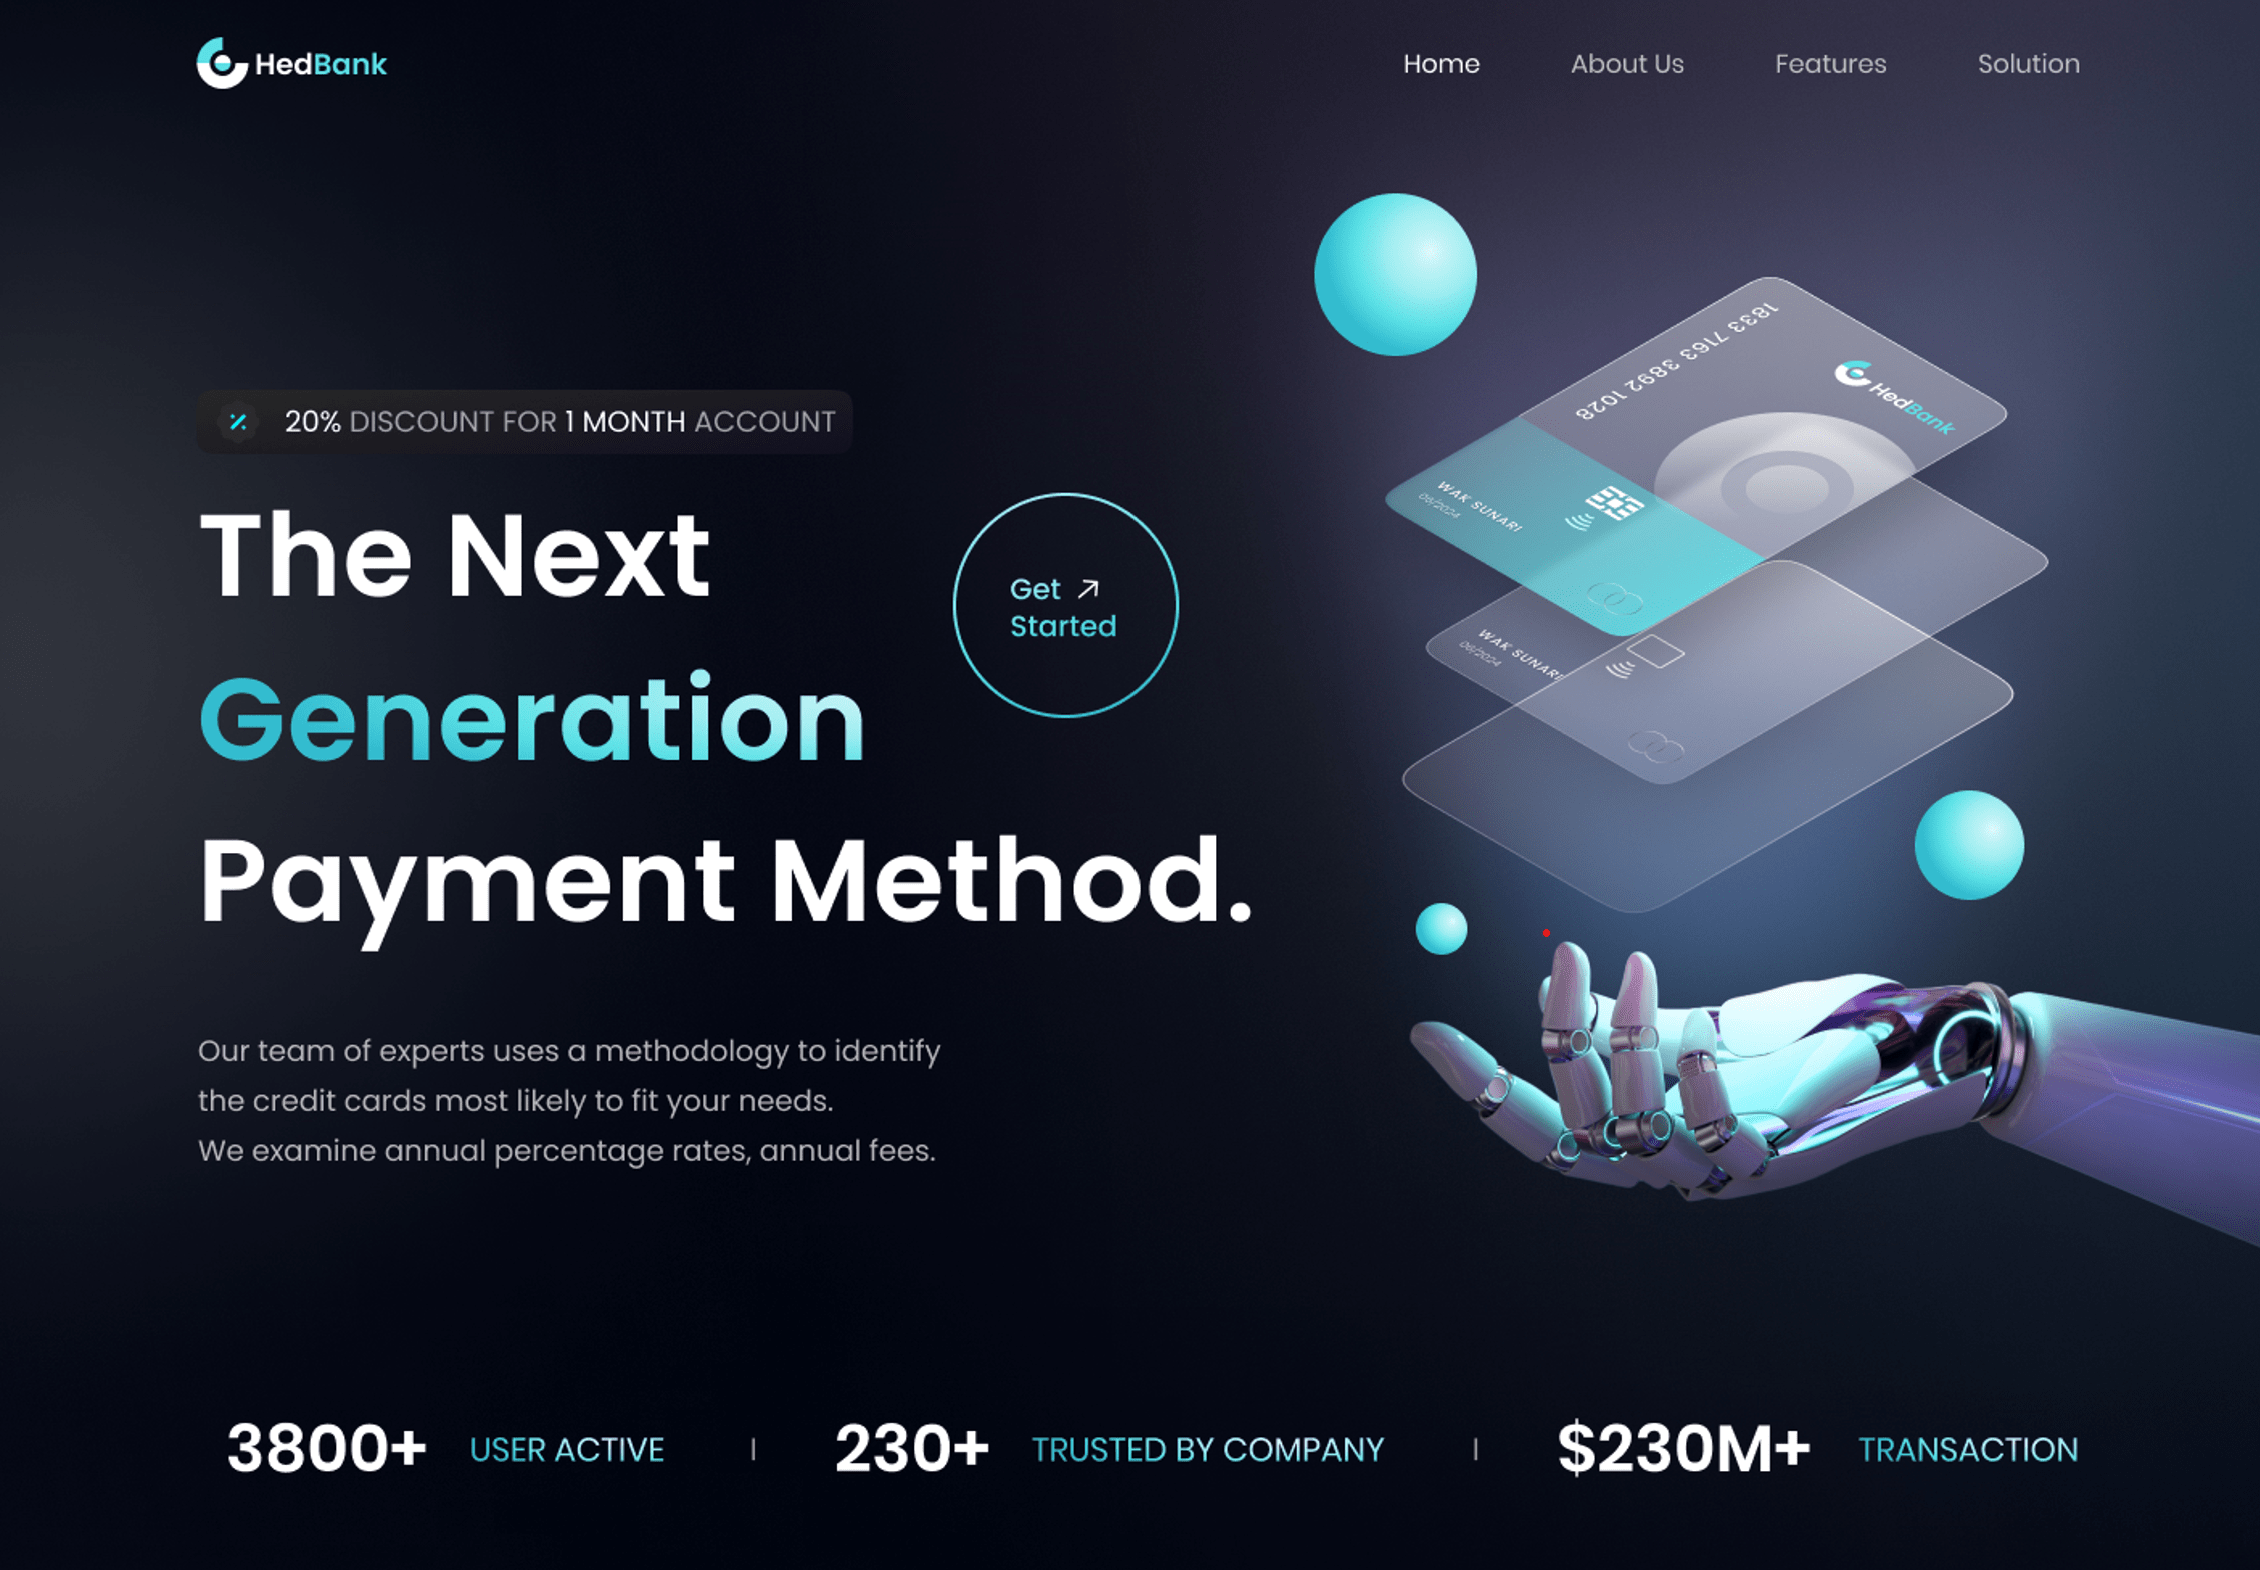 HedBank
Home
About Us
Features
Solution
20% DISCOUNT FOR 1 MONTH ACCOUNT
The Next
Generation
Payment Method.
Get
Started
1833 7163 3892 1028
HedBank
WAK SUNARI
06/2024
WAK SUNARI
06/2024
Our team of experts uses a methodology to identify
the credit cards most likely to fit your needs.
We examine annual percentage rates, annual fees.
3800+ USER ACTIVE
230+ TRUSTED BY COMPANY
$230M+ TRANSACTION